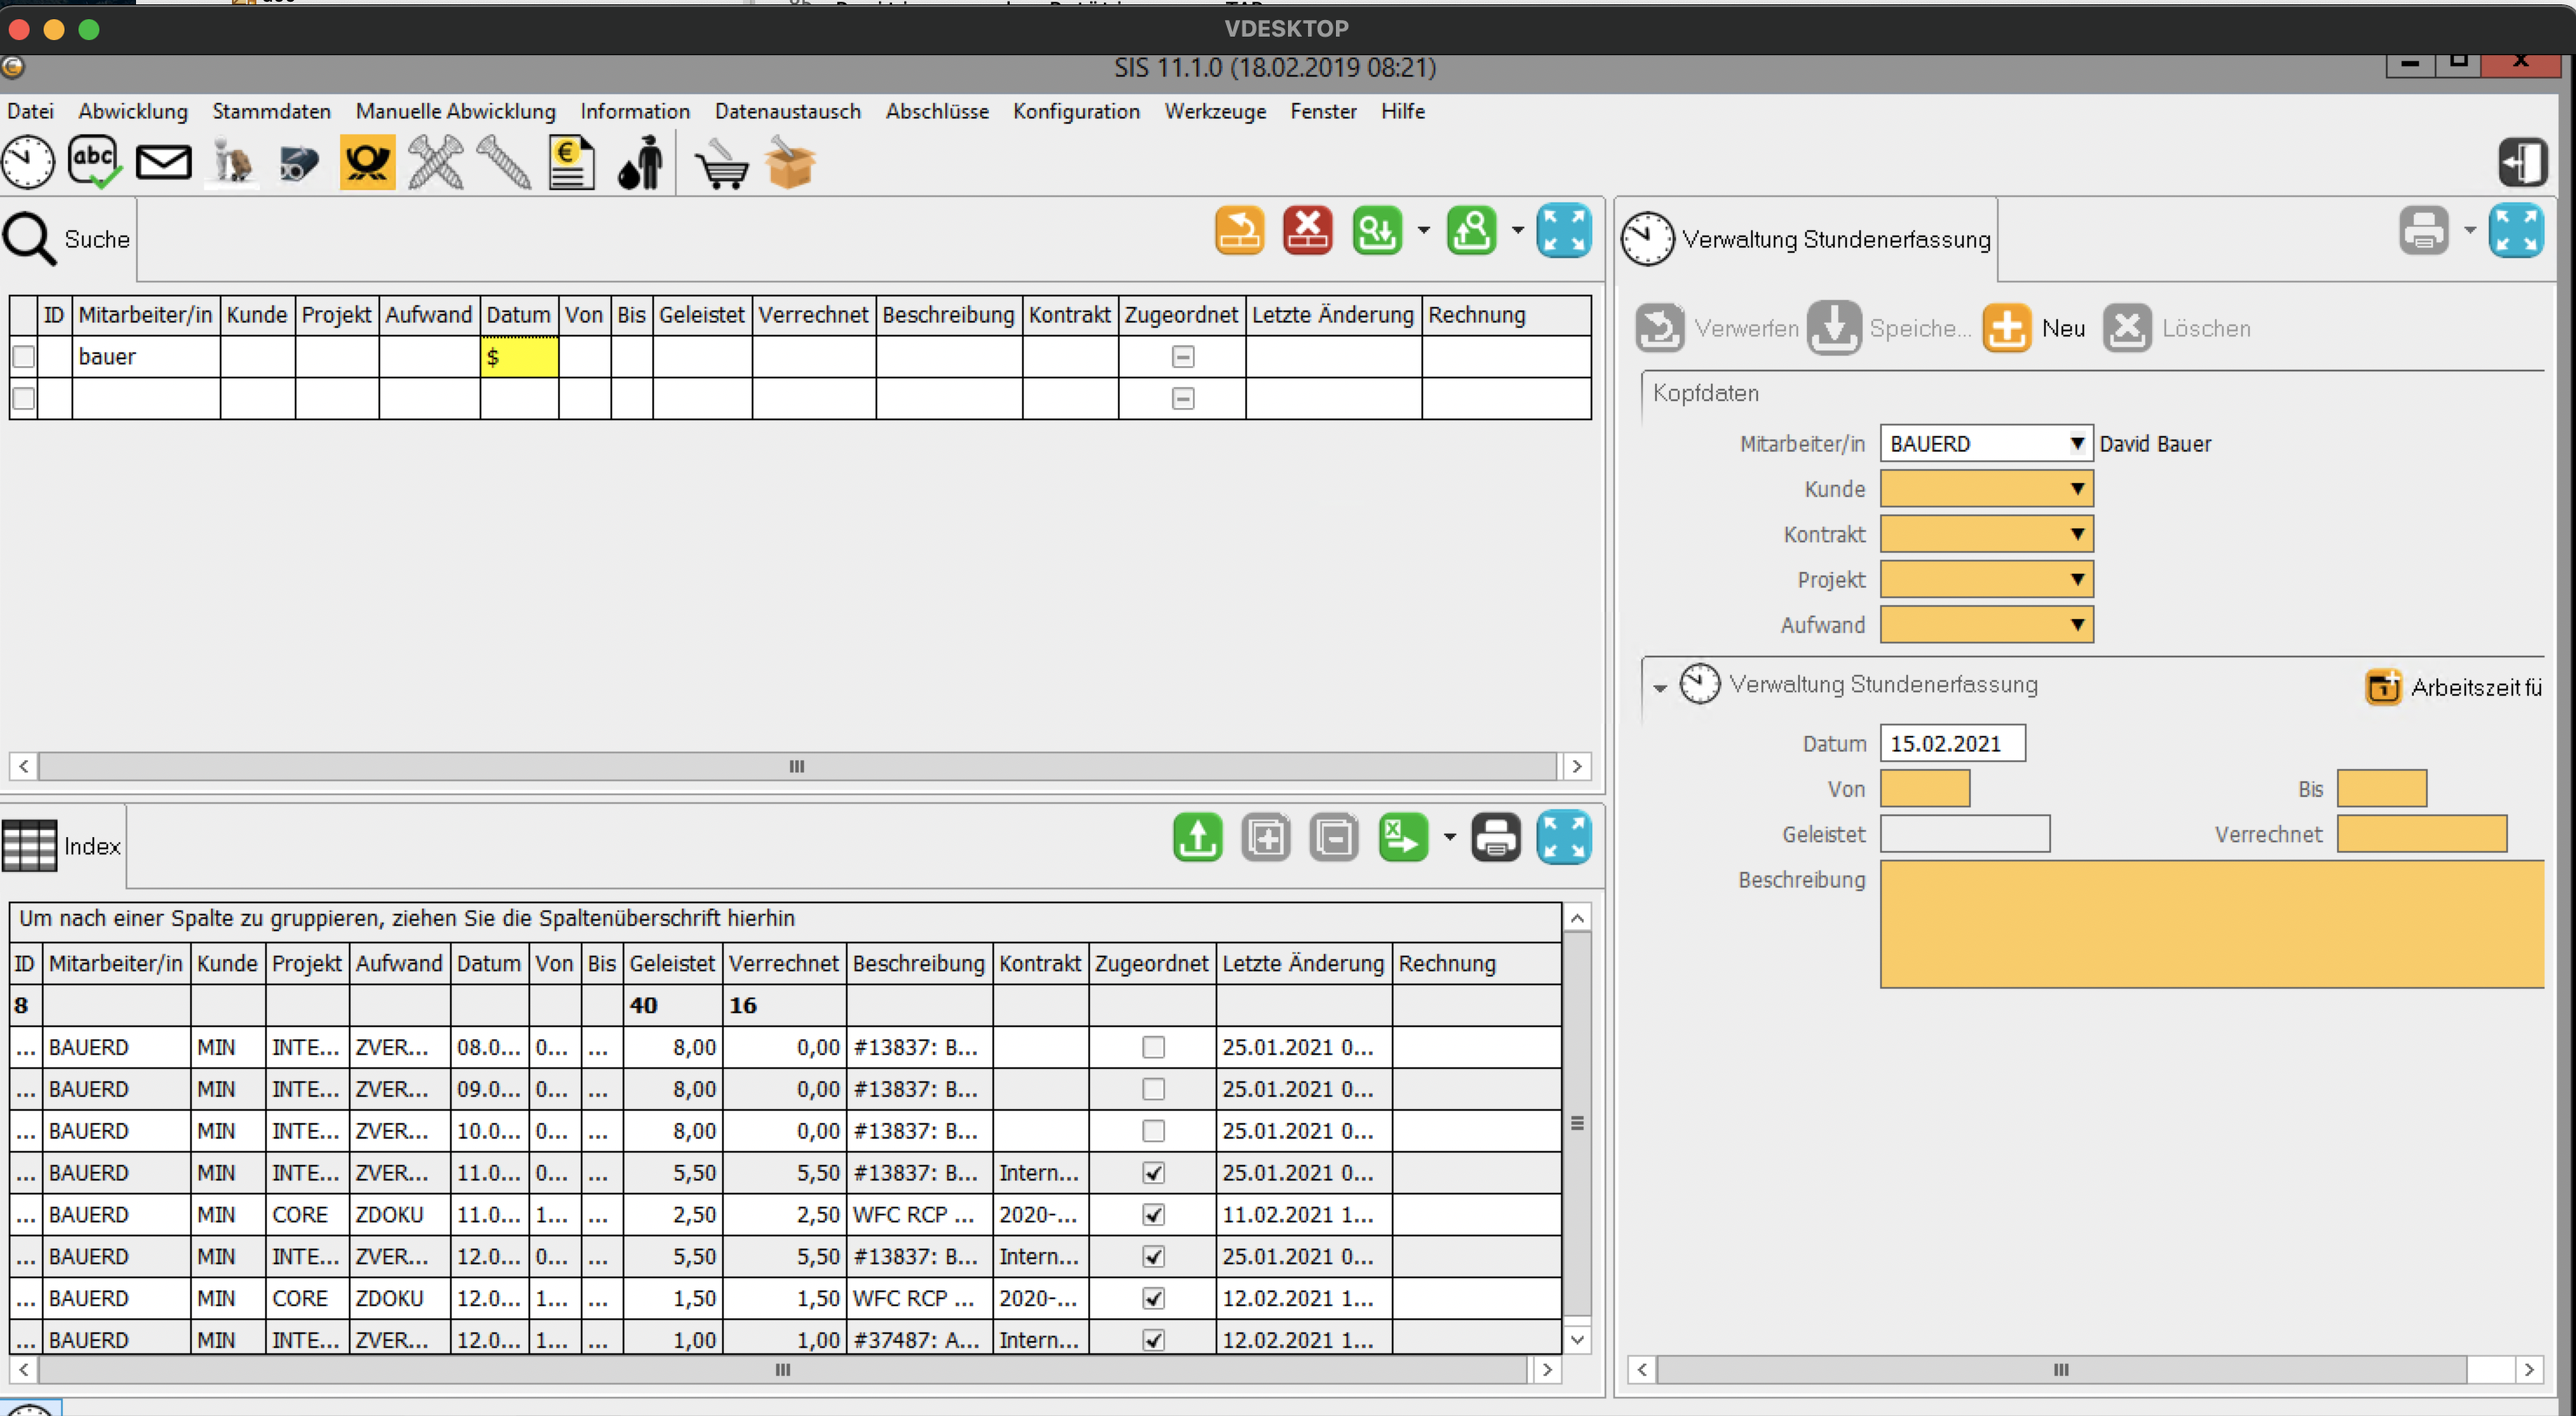 VDESKTOP
SIS 11.1.0 (18.02.2019 08:21)
Datei Abwicklung Stammdaten Manuelle Abwicklung Information Datenaustausch Abschlüsse Konfiguration Werkzeuge Fenster Hilfe
abc
Suche
ID Mitarbeiter/in Kunde Projekt Aufwand Datum Von Bis Geleistet Verrechnet Beschreibung Kontrakt Zugeordnet Letzte Änderung Rechnung
bauer $
Index
Um nach einer Spalte zu gruppieren, ziehen Sie die Spaltenüberschrift hierhin
ID Mitarbeiter/in Kunde Projekt Aufwand Datum Von Bis Geleistet Verrechnet Beschreibung Kontrakt Zugeordnet Letzte Änderung Rechnung
8 40 16
... BAUERD MIN INTE... ZVER... 08.0... 0... ... 8,00 0,00 #13837: B... 25.01.2021 0...
... BAUERD MIN INTE... ZVER... 09.0... 0... ... 8,00 0,00 #13837: B... 25.01.2021 0...
... BAUERD MIN INTE... ZVER... 10.0... 0... ... 8,00 0,00 #13837: B... 25.01.2021 0...
... BAUERD MIN INTE... ZVER... 11.0... 0... ... 5,50 5,50 #13837: B... Intern... 25.01.2021 0...
... BAUERD MIN CORE ZDOKU 11.0... 1... ... 2,50 2,50 WFC RCP ... 2020-... 11.02.2021 1...
... BAUERD MIN INTE... ZVER... 12.0... 0... ... 5,50 5,50 #13837: B... Intern... 25.01.2021 0...
... BAUERD MIN CORE ZDOKU 12.0... 1... ... 1,50 1,50 WFC RCP ... 2020-... 12.02.2021 1...
... BAUERD MIN INTE... ZVER... 12.0... 1... ... 1,00 1,00 #37487: A... Intern... 12.02.2021 1...
Verwaltung Stundenerfassung
Verwerfen Speiche... Neu Löschen
Kopfdaten
Mitarbeiter/in BAUERD David Bauer
Kunde
Kontrakt
Projekt
Aufwand
Verwaltung Stundenerfassung Arbeitszeit fü
Datum 15.02.2021
Von Bis
Geleistet Verrechnet
Beschreibung